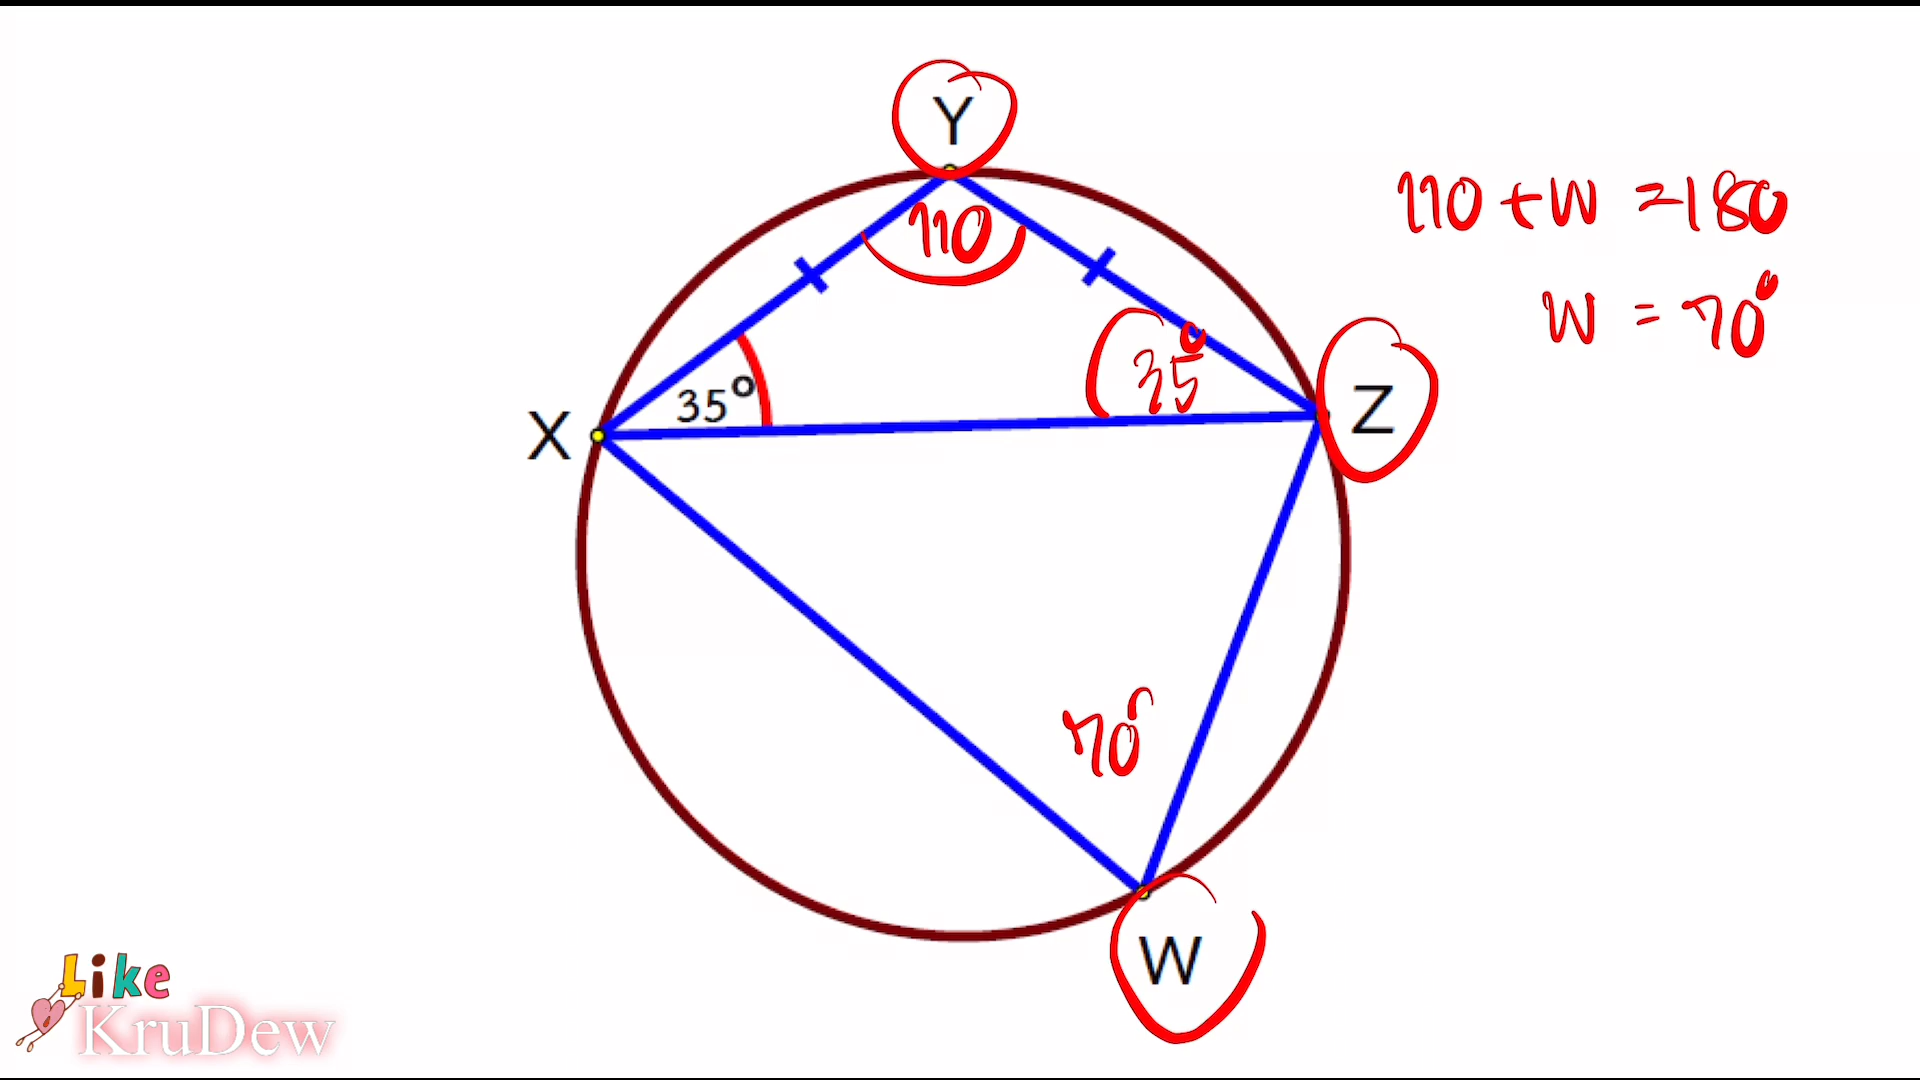 Y
110
110 + W = 180
W = 70°
35°
35°
X
Z
70°
W
Like
KruDew